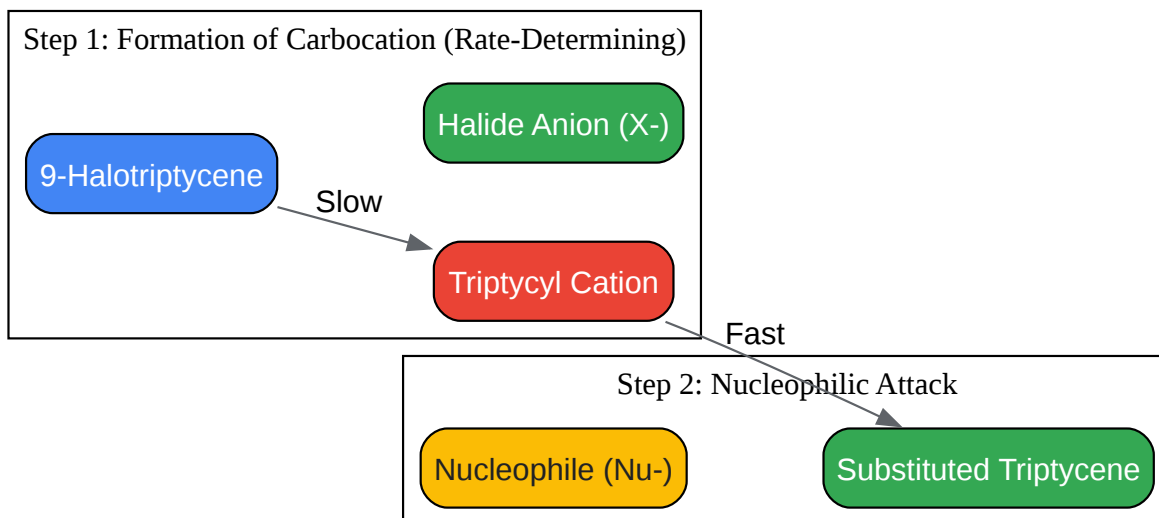 Step 1: Formation of Carbocation (Rate-Determining)
Halide Anion (X-)
9-Halotriptycene
Slow
Triptycyl Cation
Fast
Step 2: Nucleophilic Attack
Nucleophile (Nu-)
Substituted Triptycene